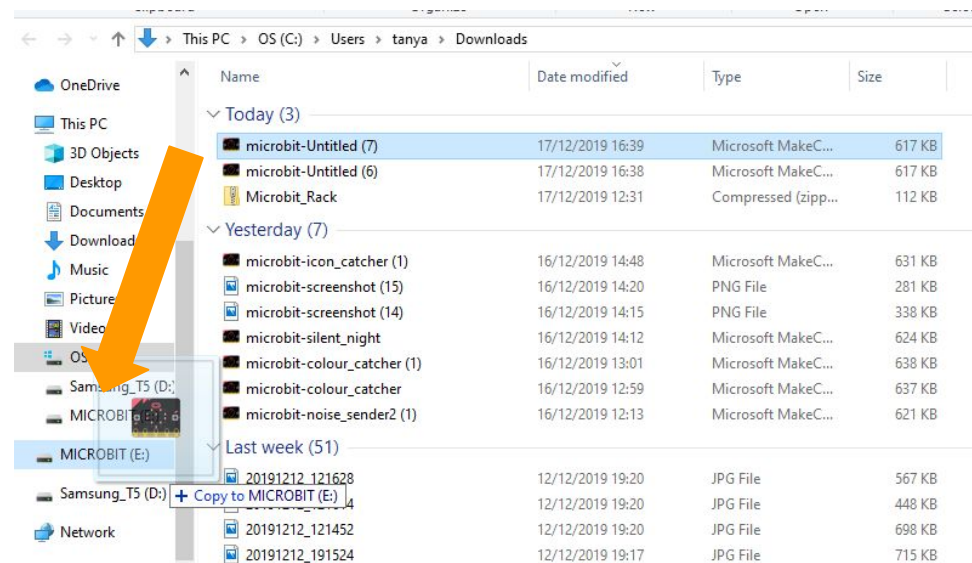 This PC > OS (C:) > Users > tanya > Downloads
Name Date modified Type Size
OneDrive
This PC
3D Objects
Desktop
Documents
Download
Music
Picture
Video
OS
Samsung_T5 (D:)
MICROBIT
MICROBIT (E:)
Samsung_T5 (D:)
Network
Today (3)
microbit-Untitled (7) 17/12/2019 16:39 Microsoft MakeC... 617 KB
microbit-Untitled (6) 17/12/2019 16:38 Microsoft MakeC... 617 KB
Microbit_Rack 17/12/2019 12:31 Compressed (zipp... 112 KB
Yesterday (7)
microbit-icon_catcher (1) 16/12/2019 14:48 Microsoft MakeC... 631 KB
microbit-screenshot (15) 16/12/2019 14:20 PNG File 281 KB
microbit-screenshot (14) 16/12/2019 14:15 PNG File 338 KB
microbit-silent_night 16/12/2019 14:12 Microsoft MakeC... 624 KB
microbit-colour_catcher (1) 16/12/2019 13:01 Microsoft MakeC... 638 KB
microbit-colour_catcher 16/12/2019 12:59 Microsoft MakeC... 637 KB
microbit-noise_sender2 (1) 16/12/2019 12:13 Microsoft MakeC... 621 KB
Last week (51)
20191212_121628 12/12/2019 19:20 JPG File 567 KB
+ Copy to MICROBIT (E:)
12/12/2019 19:20 JPG File 448 KB
20191212_121452 12/12/2019 19:20 JPG File 698 KB
20191212_191524 12/12/2019 19:17 JPG File 715 KB